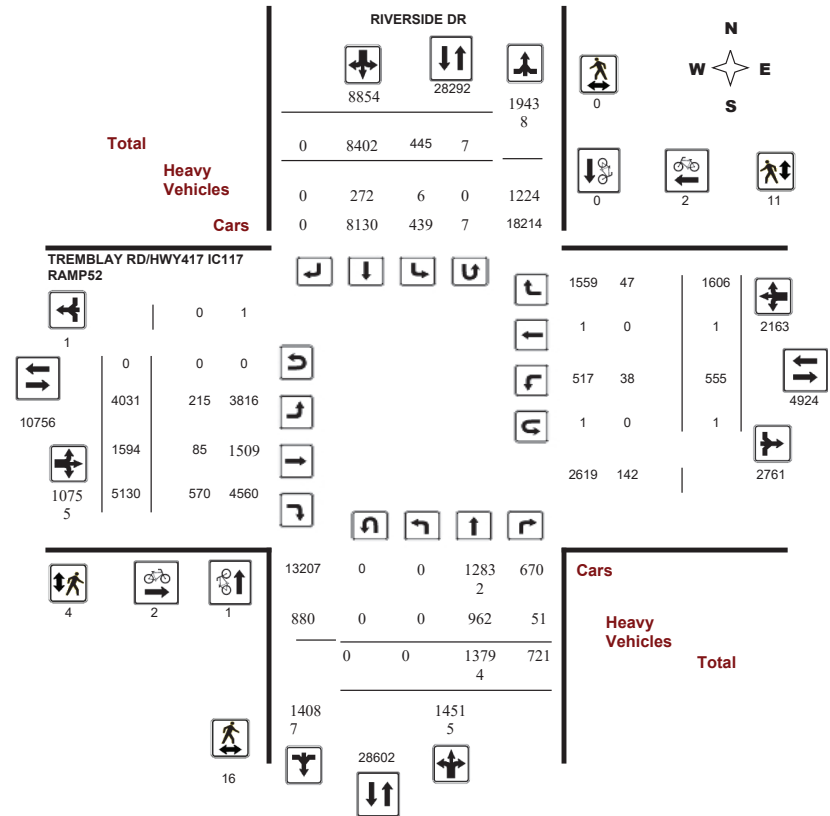 RIVERSIDE DR
N
W E
S
8854
28292
1943
8
0
Total
0 8402 445 7
Heavy
Vehicles
0 272 6 0 1224
Cars
0 8130 439 7 18214
0 2 11
TREMBLAY RD/HWY417 IC117
RAMP52
0 1
1
0 0 0
10756
4031 215 3816
1594 85 1509
1075
5
5130 570 4560
1559 47 1606
2163
1 0 1
517 38 555
4924
1 0 1
2619 142
2761
4 2 1
16
13207 0 0 1283
2
670
Cars
880 0 0 962 51
Heavy
Vehicles
0 0 1379
4
721
Total
1408
7
1451
5
28602